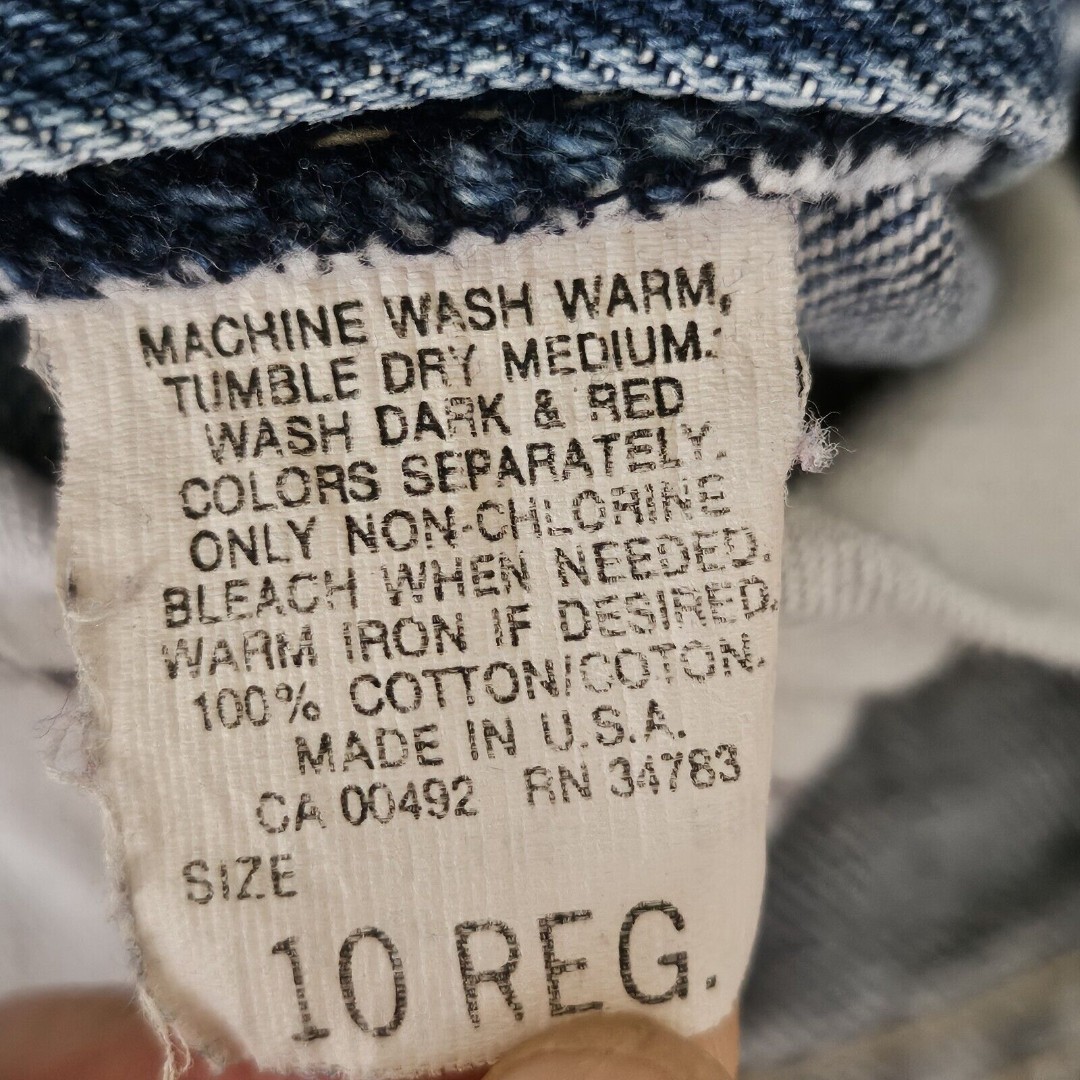 MACHINE WASH WARM,
TUMBLE DRY MEDIUM.
WASH DARK & RED
COLORS SEPARATELY.
ONLY NON-CHLORINE
BLEACH WHEN NEEDED.
WARM IRON IF DESIRED.
100% COTTON/COTON.
MADE IN U.S.A.
CA 00492 RN 34783
SIZE
10 REG.